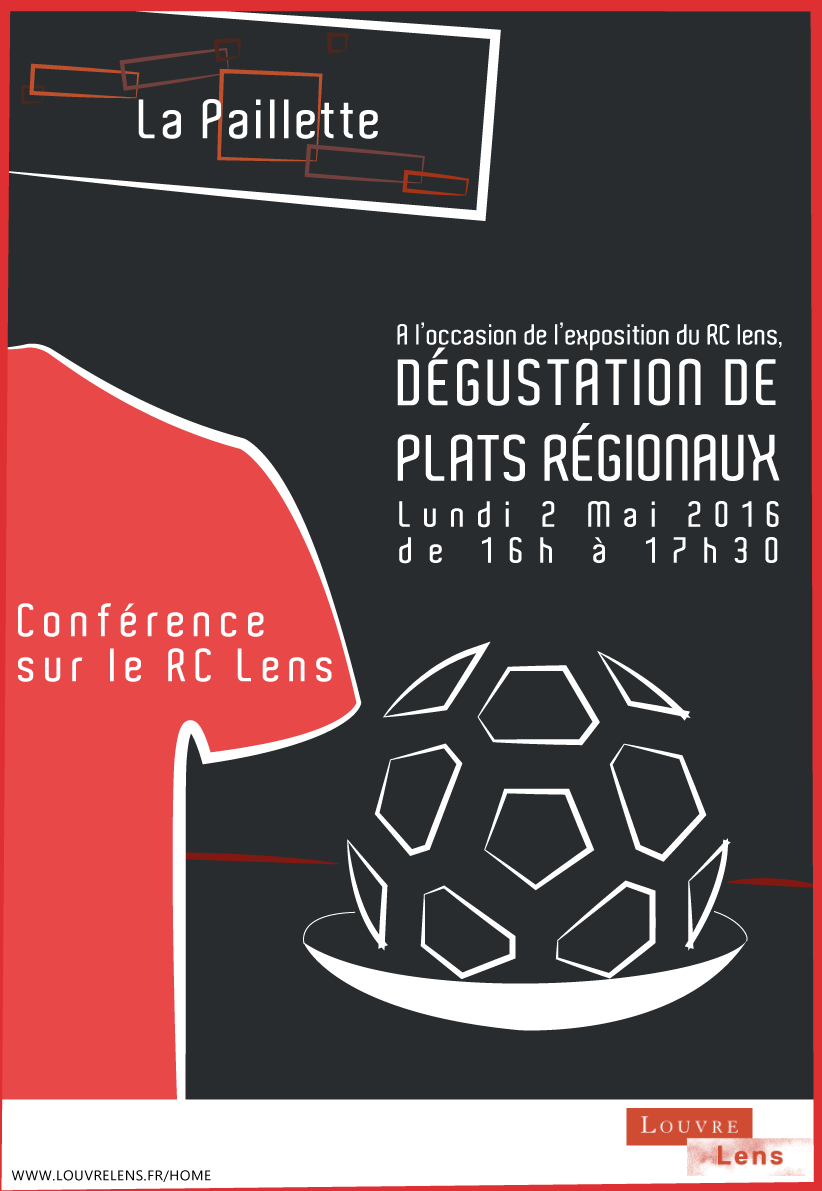 La Paillette
A l'occasion de l'exposition du RC lens,
DÉGUSTATION DE
PLATS RÉGIONAUX
Lundi 2 Mai 2016
de 16h à 17h30
Conférence
sur le RC Lens
LOUVRE
Lens
WWW.LOUVRELENS.FR/HOME